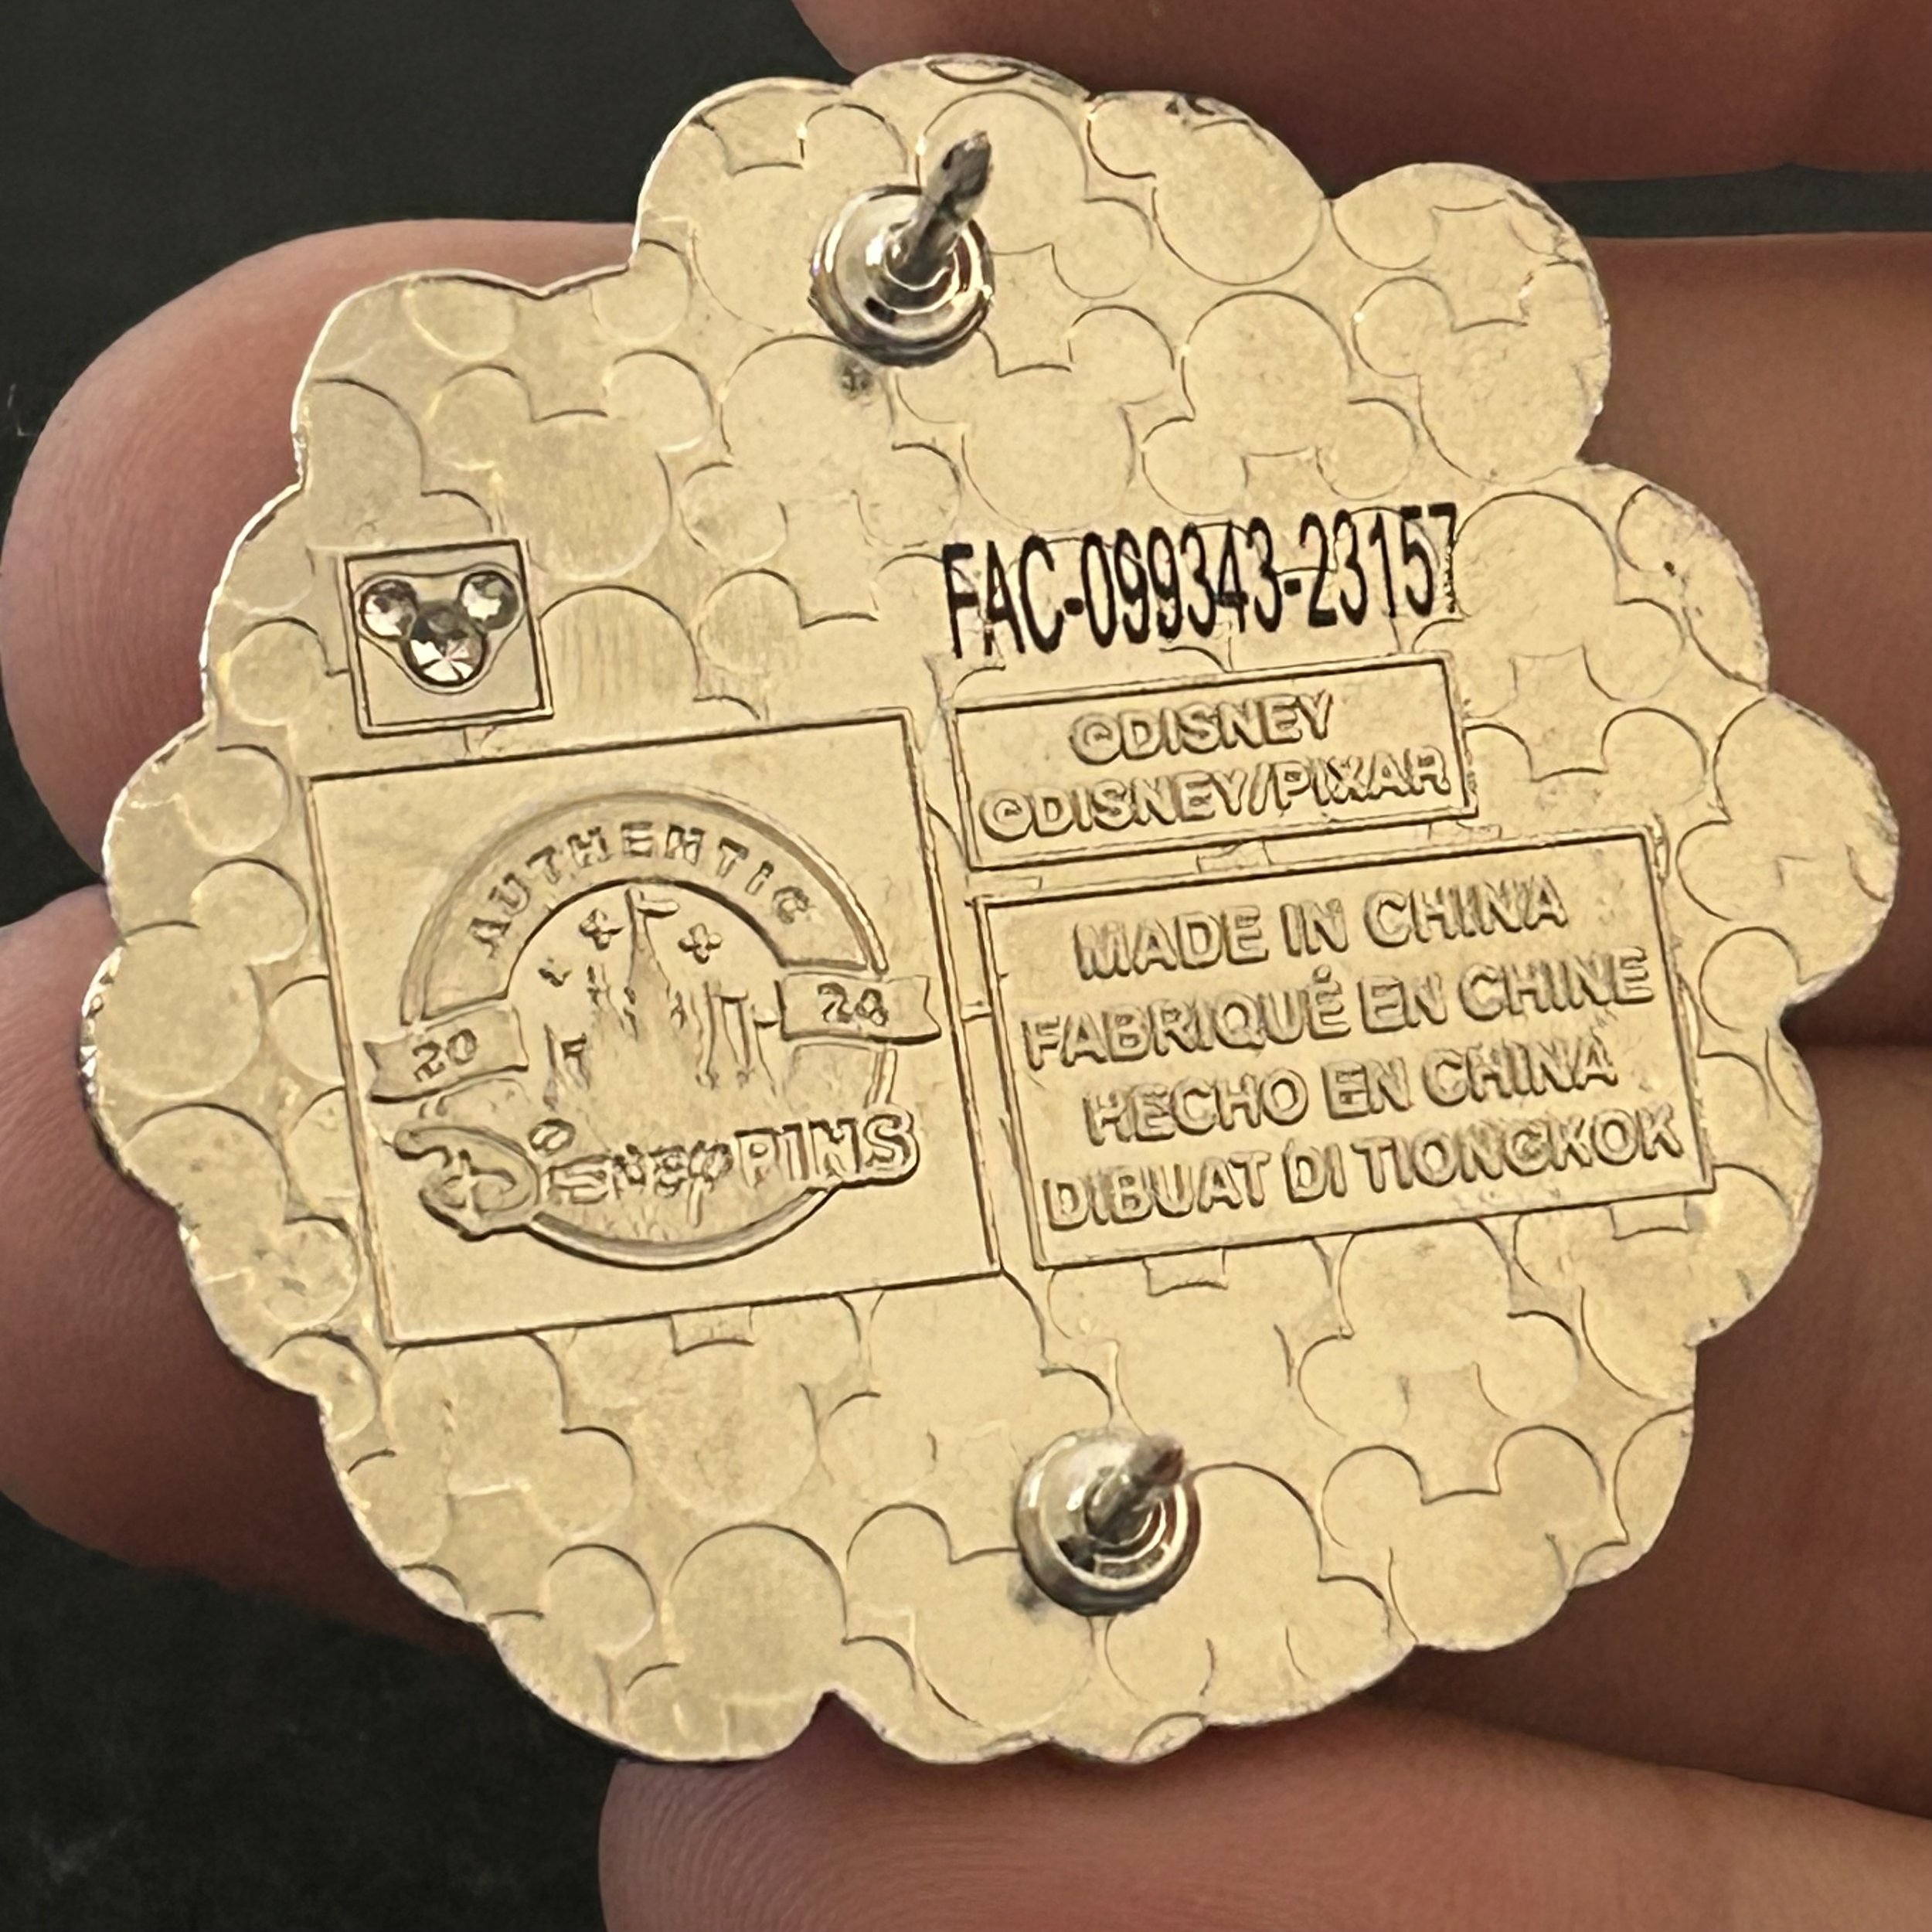 FAC-099343-23157
©DISNEY
©DISNEY/PIXAR
AUTHENTIC
20 24
Disney PINS
MADE IN CHINA
FABRIQUÉ EN CHINE
HECHO EN CHINA
DIBUAT DI TIONGKOK